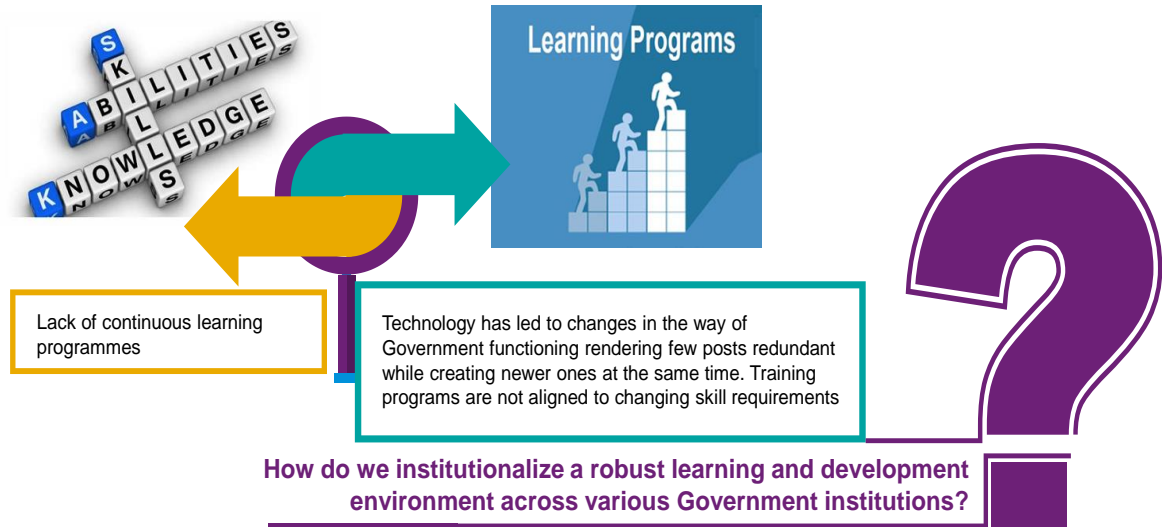 SKILLS
ABILITIES
KNOWLEDGE
Learning Programs
Lack of continuous learning
programmes
Technology has led to changes in the way of
Government functioning rendering few posts redundant
while creating newer ones at the same time. Training
programs are not aligned to changing skill requirements
?
How do we institutionalize a robust learning and development
environment across various Government institutions?